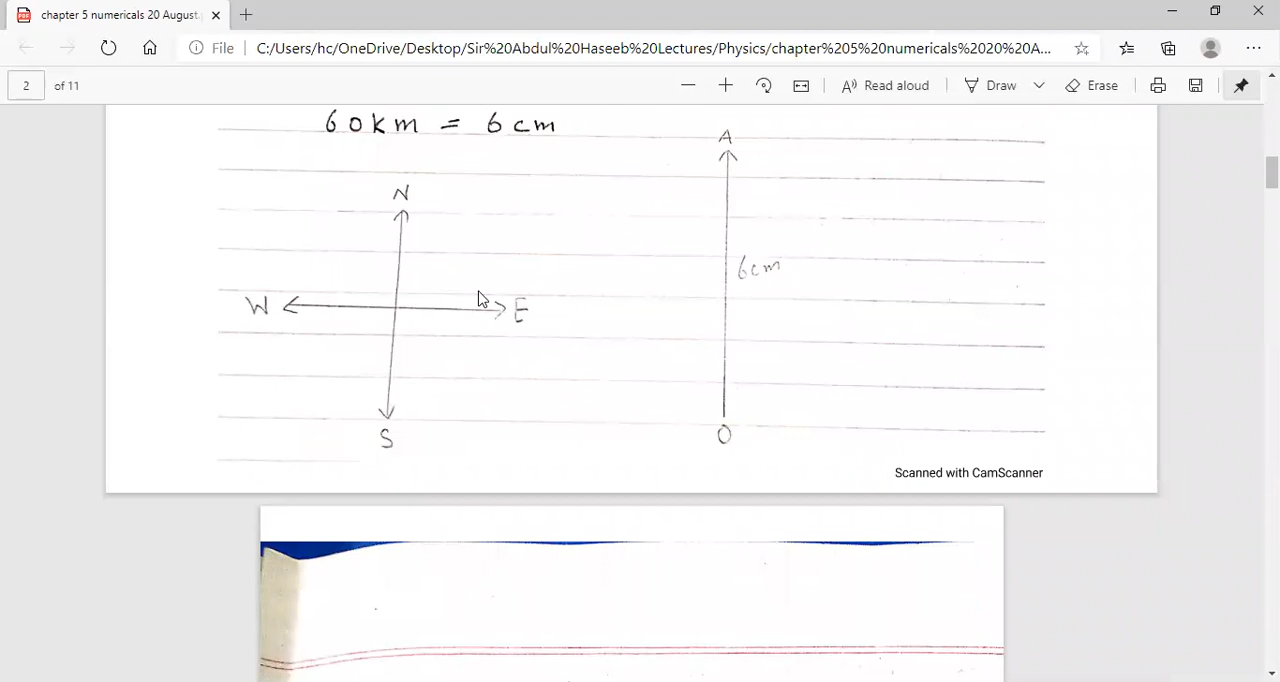 chapter 5 numericals 20 August.
File
C:/Users/hc/OneDrive/Desktop/Sir%20Abdul%20Haseeb%20Lectures/Physics/chapter%205%20numericals%2020%20A...
2 of 11
Read aloud
Draw
Erase
60km = 6cm
A
N
6cm
W
E
S
O
Scanned with CamScanner